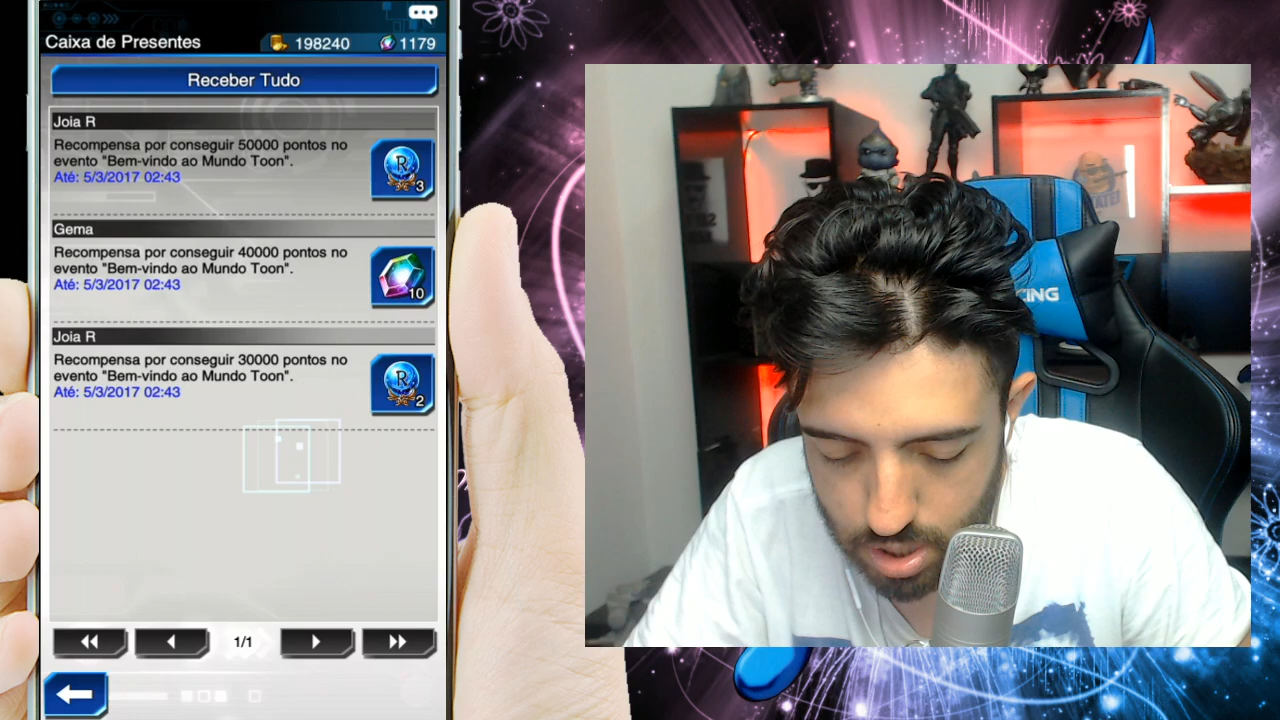 Caixa de Presentes
198240
1179
Receber Tudo
Joia R
Recompensa por conseguir 50000 pontos no
evento "Bem-vindo ao Mundo Toon".
Até: 5/3/2017 02:43
R
3
Gema
Recompensa por conseguir 40000 pontos no
evento "Bem-vindo ao Mundo Toon".
Até: 5/3/2017 02:43
10
Joia R
Recompensa por conseguir 30000 pontos no
evento "Bem-vindo ao Mundo Toon".
Até: 5/3/2017 02:43
R
2
1/1